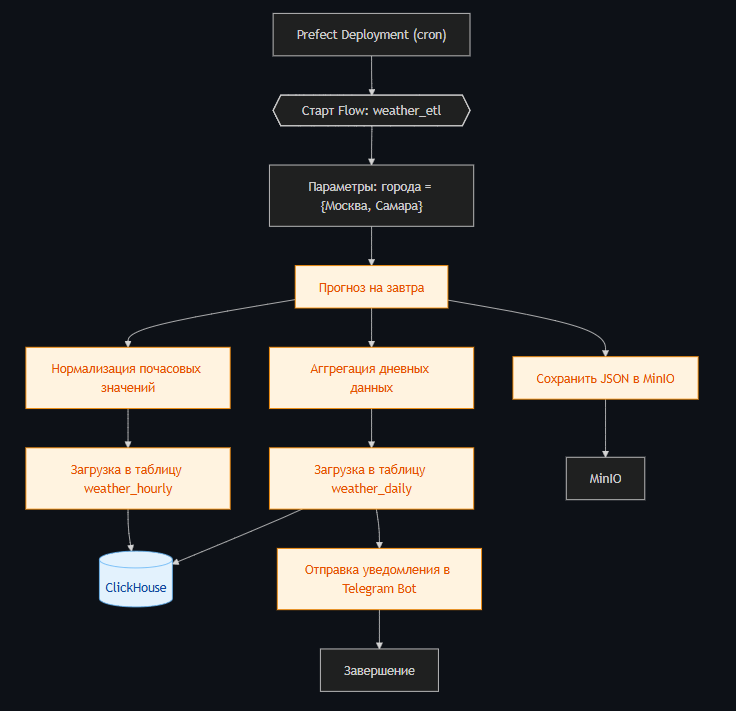 Prefect Deployment (cron)
Старт Flow: weather_etl
Параметры: города =
{Москва, Самара}
Прогноз на завтра
Нормализация почасовых
значений
Аггрегация дневных
данных
Сохранить JSON в MinIO
Загрузка в таблицу
weather_hourly
Загрузка в таблицу
weather_daily
MinIO
ClickHouse
Отправка уведомления в
Telegram Bot
Завершение